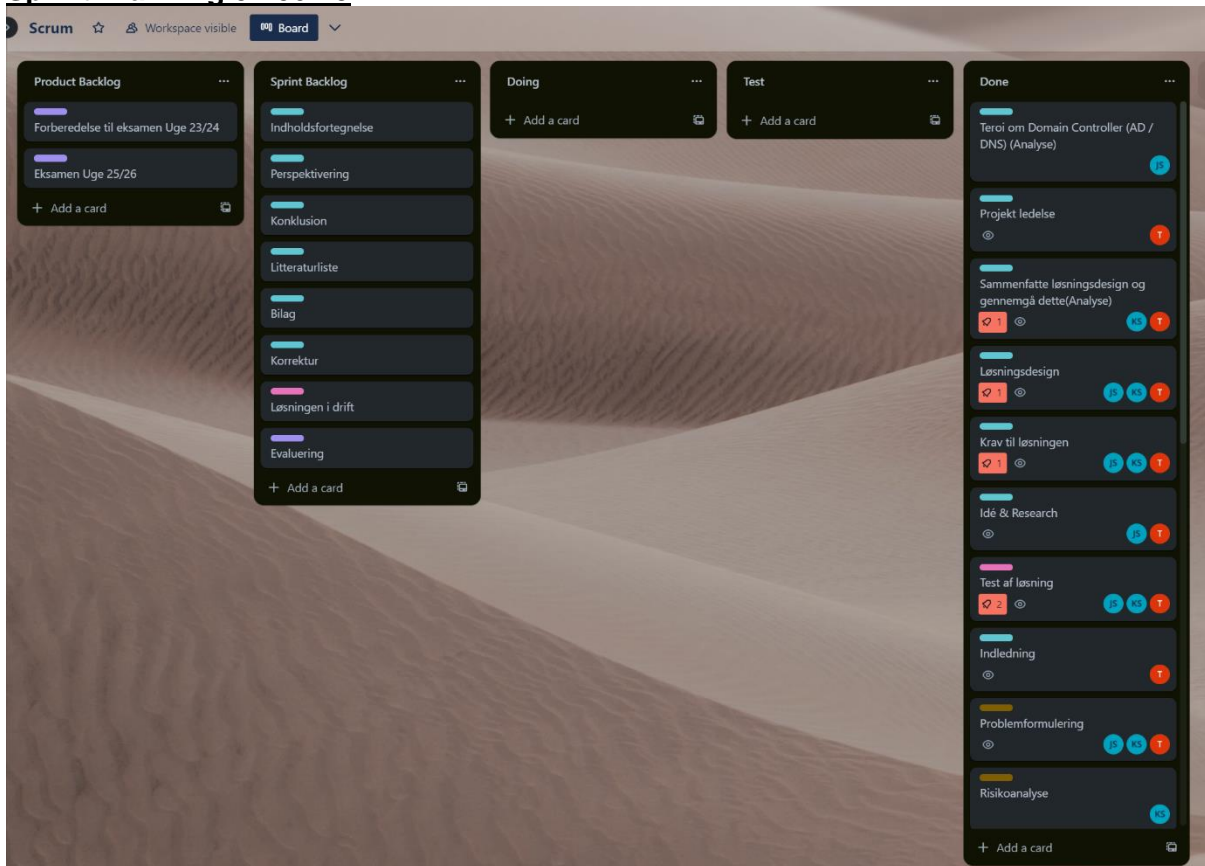 Scrum
Workspace visible
Board
Product Backlog
Forberedelse til eksamen Uge 23/24
Eksamen Uge 25/26
+ Add a card
Sprint Backlog
Indholdsfortegnelse
Perspektivering
Konklusion
Litteraturliste
Bilag
Korrektur
Løsningen i drift
Evaluering
+ Add a card
Doing
+ Add a card
Test
+ Add a card
Done
Teroi om Domain Controller (AD /
DNS) (Analyse)
JS
Projekt ledelse
T
Sammenfatte løsningsdesign og
gennemgå dette(Analyse)
1 KS T
Løsningsdesign
1 JS KS T
Krav til løsningen
1 JS KS T
Idé & Research
JS T
Test af løsning
2 JS KS T
Indledning
T
Problemformulering
JS KS T
Risikoanalyse
KS
+ Add a card